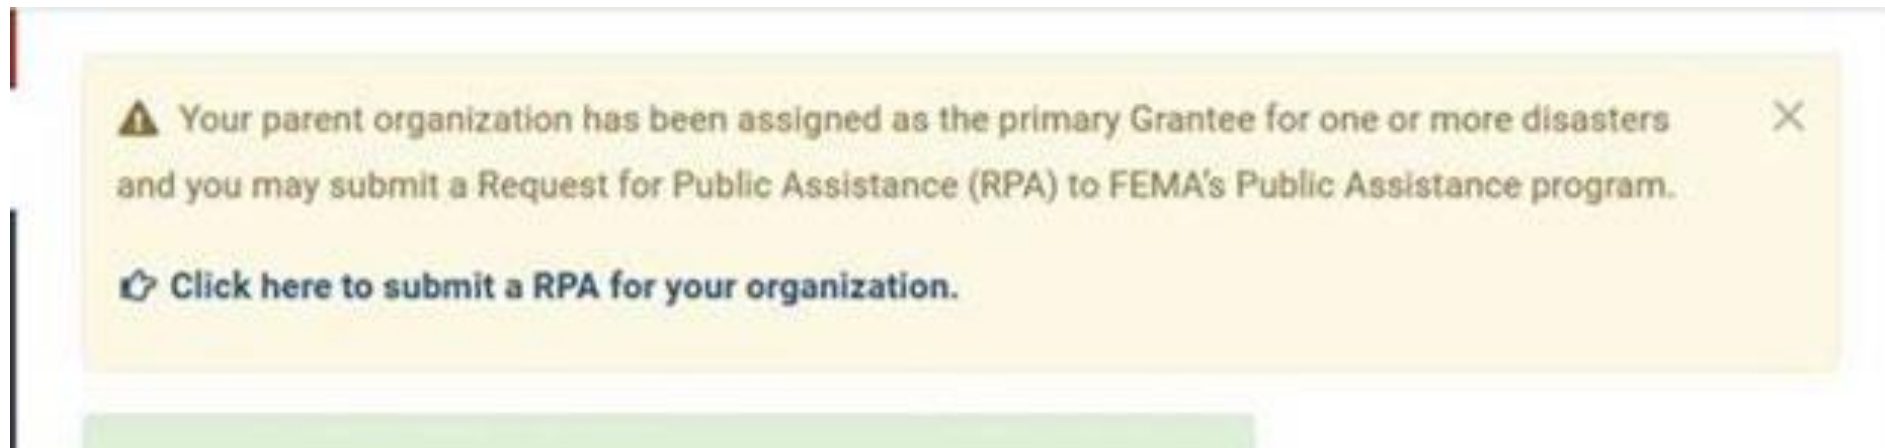 Your parent organization has been assigned as the primary Grantee for one or more disasters
and you may submit a Request for Public Assistance (RPA) to FEMA's Public Assistance program.
Click here to submit a RPA for your organization.